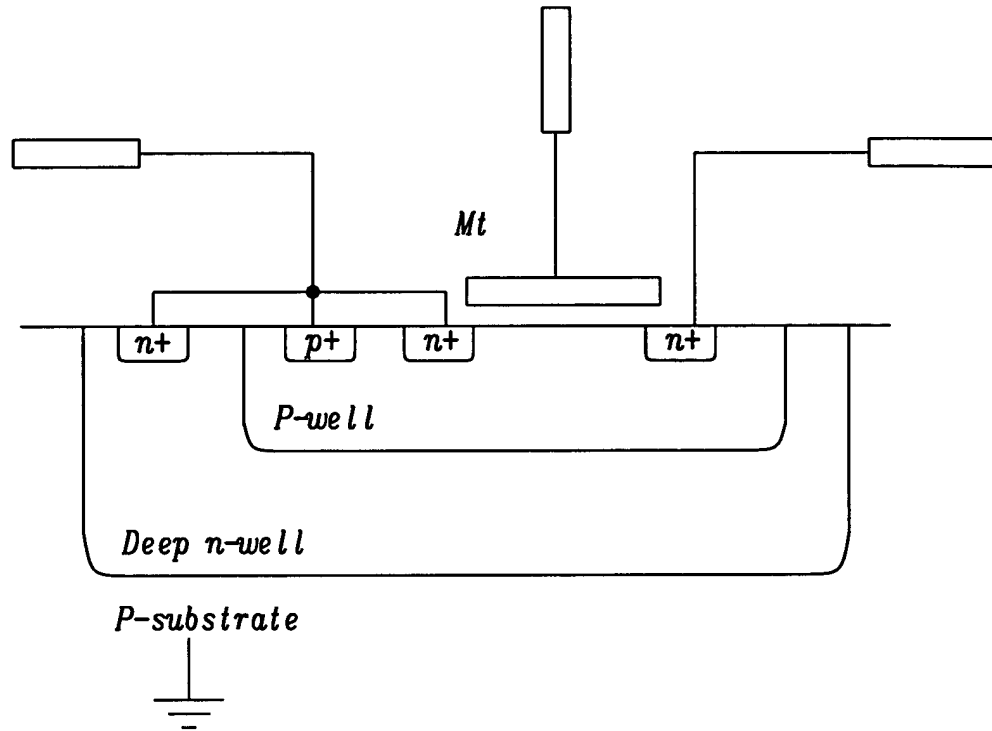 Mt
n+ p+ n+ n+
P-well
Deep n-well
P-substrate